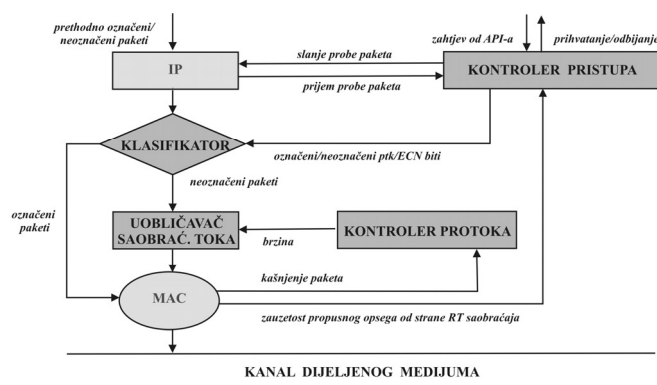 prethodno označeni/
neoznačeni paketi
zahtjev od API-a
prihvatanje/odbijanje
slanje probe paketa
IP
KONTROLER PRISTUPA
prijem probe paketa
KLASIFIKATOR
označeni/neoznačeni ptk/ECN biti
neoznačeni paketi
označeni
paketi
UOBLIČAVAČ
SAOBRAĆ. TOKA
brzina
KONTROLER PROTOKA
kašnjenje paketa
MAC
zauzetost propusnog opsega od strane RT saobraćaja
KANAL DIJELJENOG MEDIJUMA